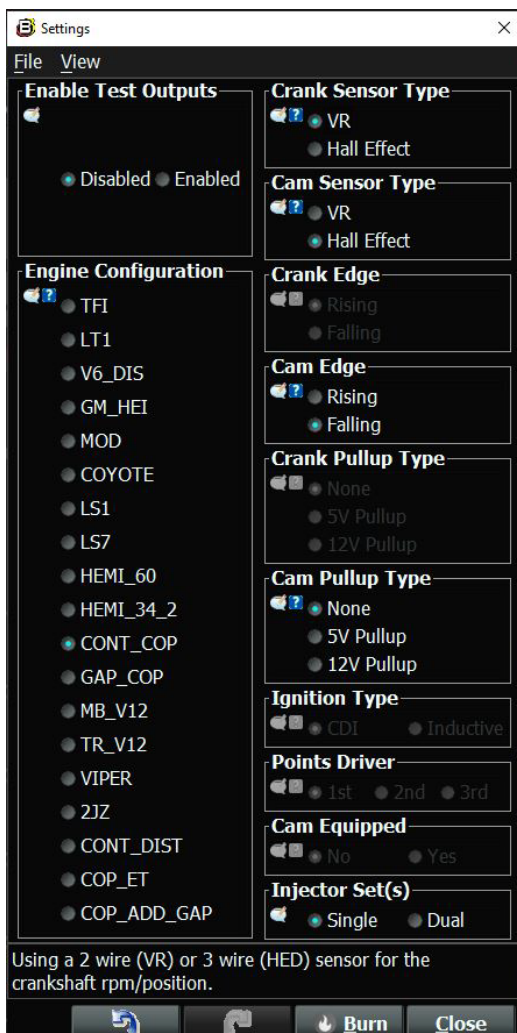 B Settings
File View
Enable Test Outputs
Disabled Enabled
Engine Configuration
TFI
LT1
V6_DIS
GM_HEI
MOD
COYOTE
LS1
LS7
HEMI_60
HEMI_34_2
CONT_COP
GAP_COP
MB_V12
TR_V12
VIPER
2JZ
CONT_DIST
COP_ET
COP_ADD_GAP
Crank Sensor Type
VR
Hall Effect
Cam Sensor Type
VR
Hall Effect
Crank Edge
Rising
Falling
Cam Edge
Rising
Falling
Crank Pullup Type
None
5V Pullup
12V Pullup
Cam Pullup Type
None
5V Pullup
12V Pullup
Ignition Type
CDI Inductive
Points Driver
1st 2nd 3rd
Cam Equipped
No Yes
Injector Set(s)
Single Dual
Using a 2 wire (VR) or 3 wire (HED) sensor for the
crankshaft rpm/position.
Burn Close